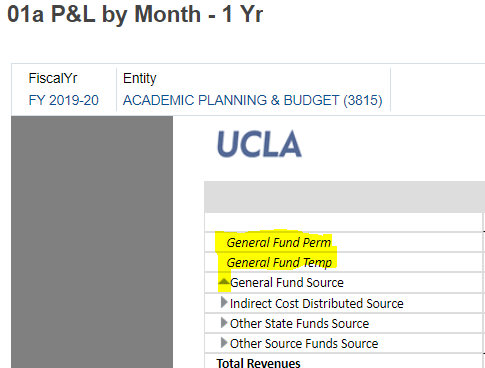 01a P&L by Month - 1 Yr
FiscalYr Entity
FY 2019-20 ACADEMIC PLANNING & BUDGET (3815)
UCLA
General Fund Perm
General Fund Temp
General Fund Source
Indirect Cost Distributed Source
Other State Funds Source
Other Source Funds Source
Total Revenues